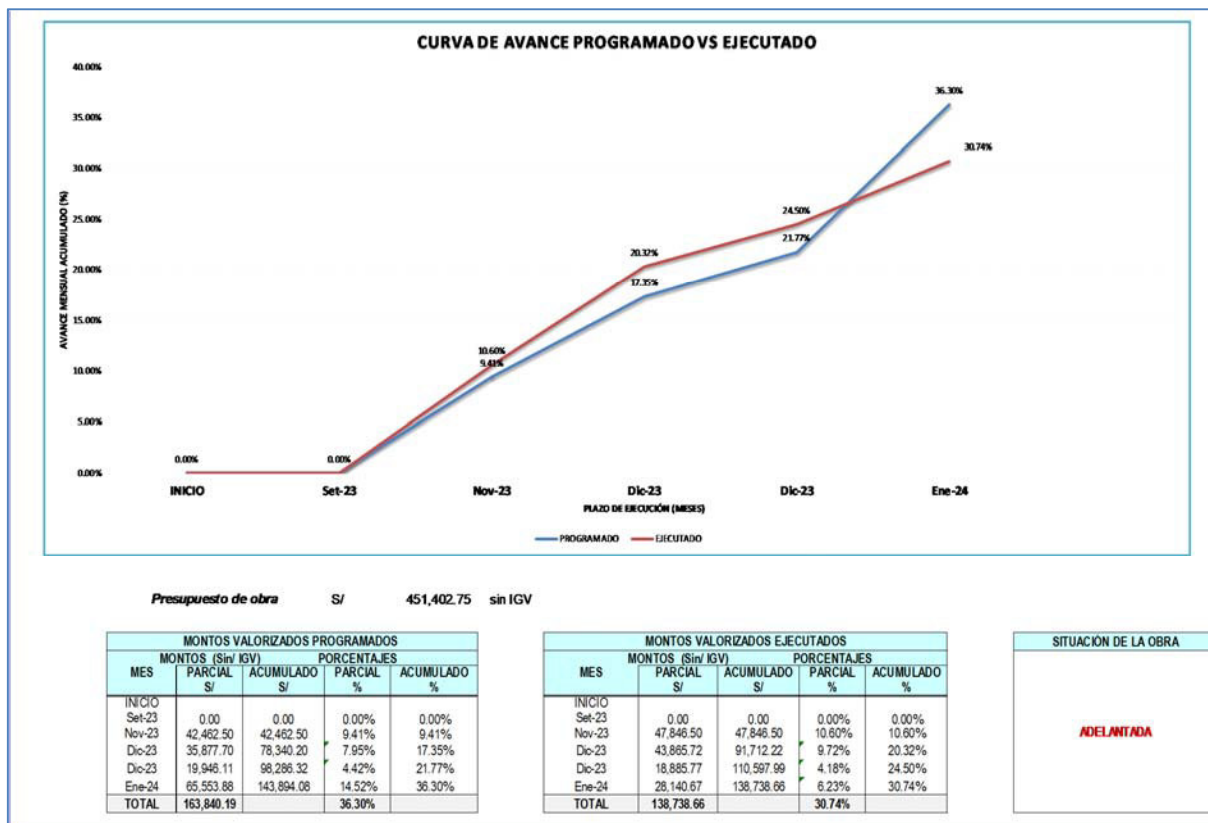 CURVA DE AVANCE PROGRAMADO VS EJECUTADO
40.00%
35.00%
30.00%
25.00%
20.00%
15.00%
10.00%
5.00%
0.00%
AVANCE MENSUAL ACUMULADO (%)
0.00%
0.00%
10.60%
9.41%
20.32%
17.35%
24.50%
21.77%
36.30%
30.74%
INICIO Set-23 Nov-23 Dic-23 Dic-23 Ene-24
PLAZO DE EJECUCIÓN (MESES)
PROGRAMADO EJECUTADO
Presupuesto de obra S/ 451,402.75 sin IGV
MONTOS VALORIZADOS PROGRAMADOS
MONTOS (Sin/ IGV) PORCENTAJES
MES PARCIAL ACUMULADO PARCIAL ACUMULADO
S/ S/ % %
INICIO
Set-23 0.00 0.00 0.00% 0.00%
Nov-23 42,462.50 42,462.50 9.41% 9.41%
Dic-23 35,877.70 78,340.20 7.95% 17.35%
Dic-23 19,946.11 98,286.32 4.42% 21.77%
Ene-24 65,553.88 143,894.08 14.52% 36.30%
TOTAL 163,840.19 36.30%
MONTOS VALORIZADOS EJECUTADOS
MONTOS (Sin/ IGV) PORCENTAJES
MES PARCIAL ACUMULADO PARCIAL ACUMULADO
S/ S/ % %
INICIO
Set-23 0.00 0.00 0.00% 0.00%
Nov-23 47,846.50 47,846.50 10.60% 10.60%
Dic-23 43,865.72 91,712.22 9.72% 20.32%
Dic-23 18,885.77 110,597.99 4.18% 24.50%
Ene-24 28,140.67 138,738.66 6.23% 30.74%
TOTAL 138,738.66 30.74%
SITUACIÓN DE LA OBRA
ADELANTADA